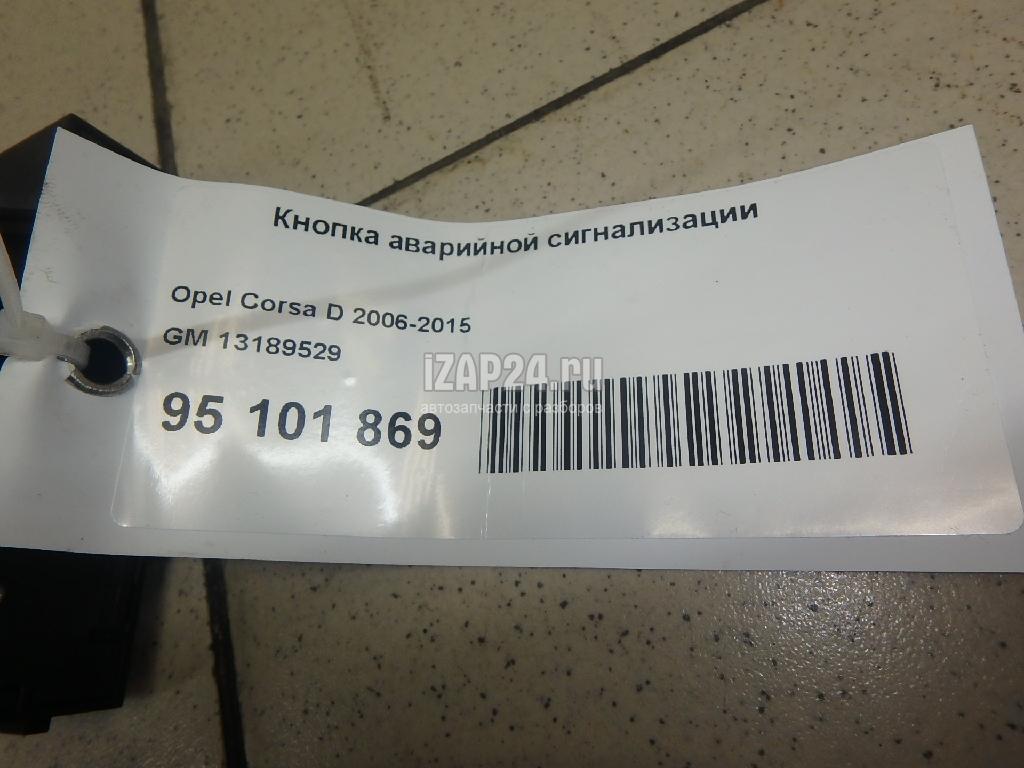 Кнопка аварийной сигнализации
Opel Corsa D 2006-2015
GM 13189529
95 101 869
iZAP24.ru
автозапчасти с разборов